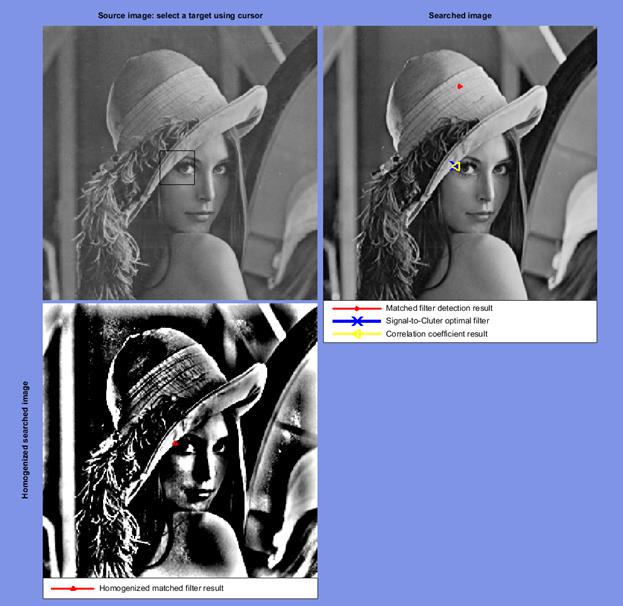 Source image: select a target using cursor
Searched image
Matched filter detection result
Signal-to-Cluter optimal filter
Correlation coefficient result
Homogenized searched image
Homogenized matched filter result